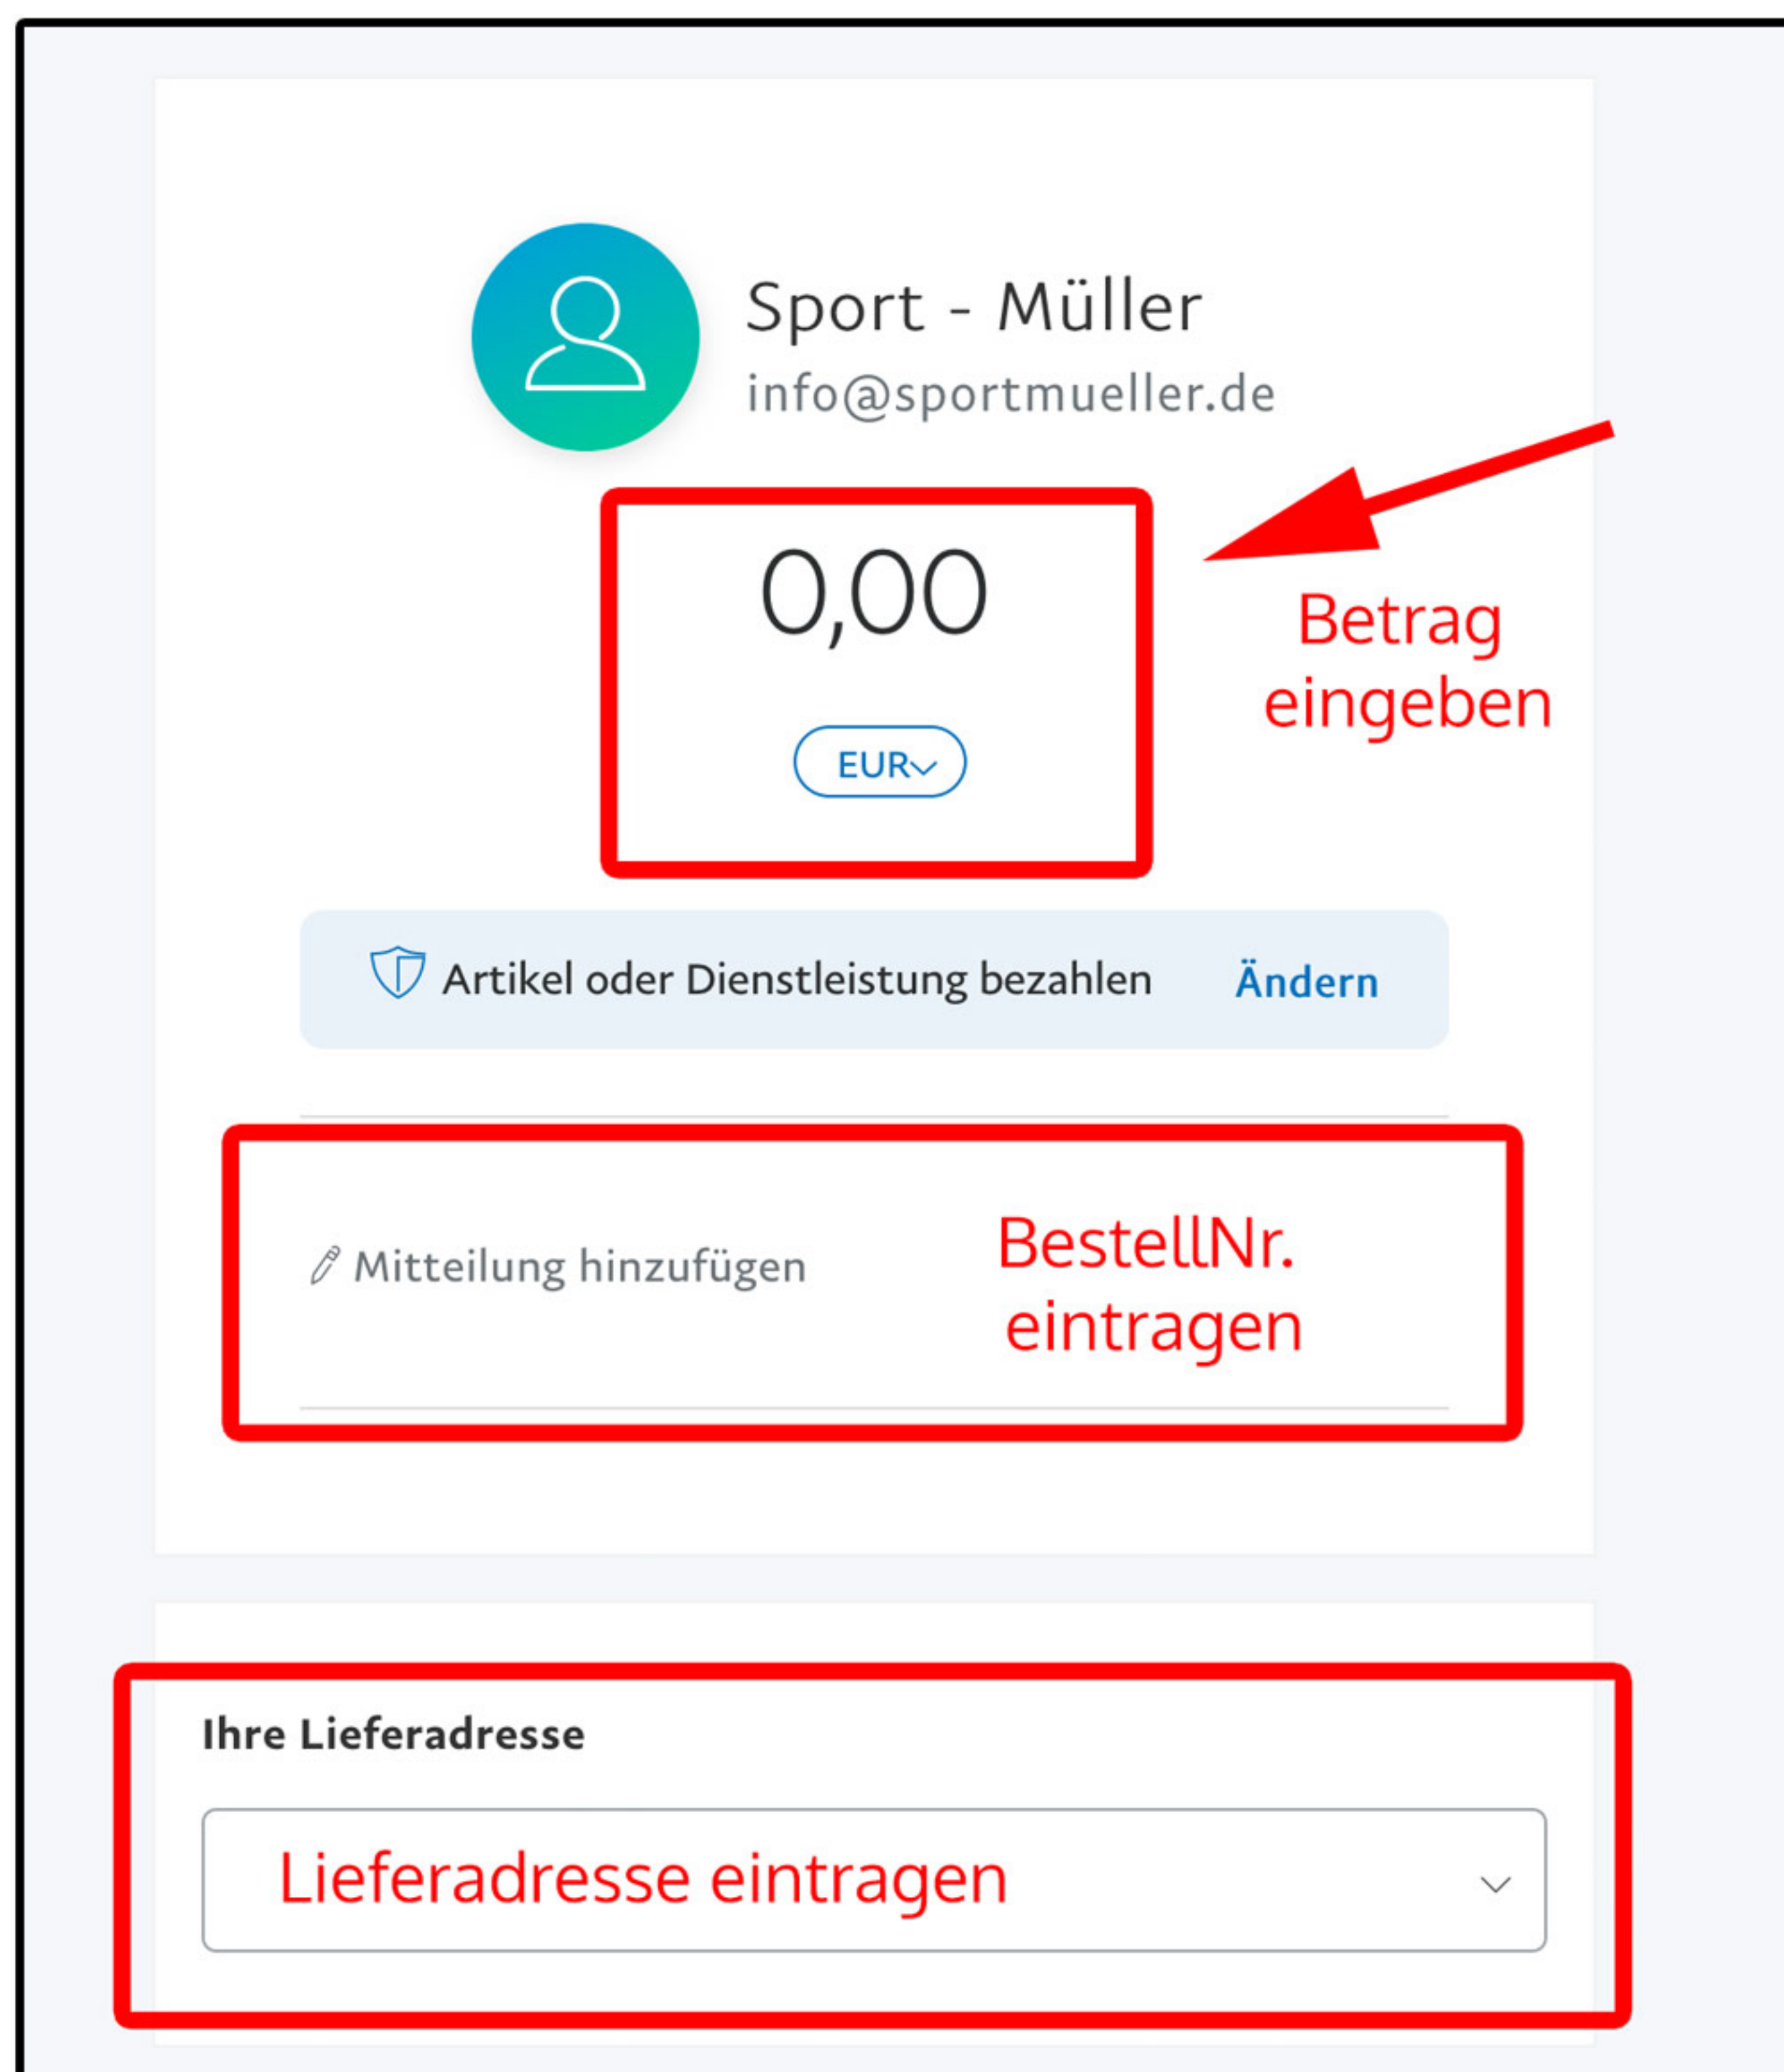 Sport - Müller
info@sportmueller.de
0,00
Betrag
eingeben
EUR
Artikel oder Dienstleistung bezahlen Ändern
Mitteilung hinzufügen
BestellNr.
eintragen
Ihre Lieferadresse
Lieferadresse eintragen